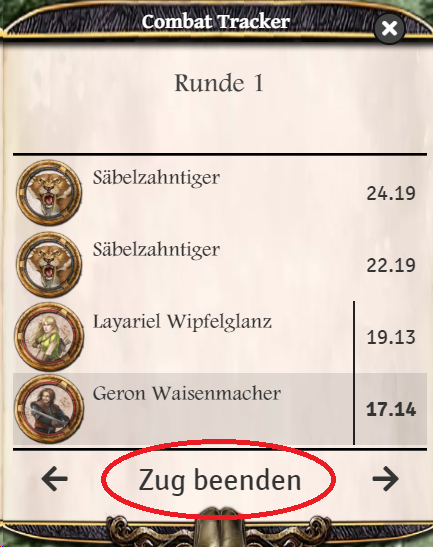 Combat Tracker
Runde 1
Säbelzahntiger
24.19
Säbelzahntiger
22.19
Layariel Wipfelglanz
19.13
Geron Waisenmacher
17.14
Zug beenden